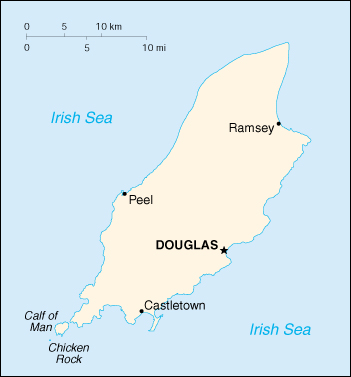 0 5 10 km
0 5 10 mi
Irish Sea
Ramsey
Peel
DOUGLAS
Castletown
Calf of
Man
Chicken
Rock
Irish Sea